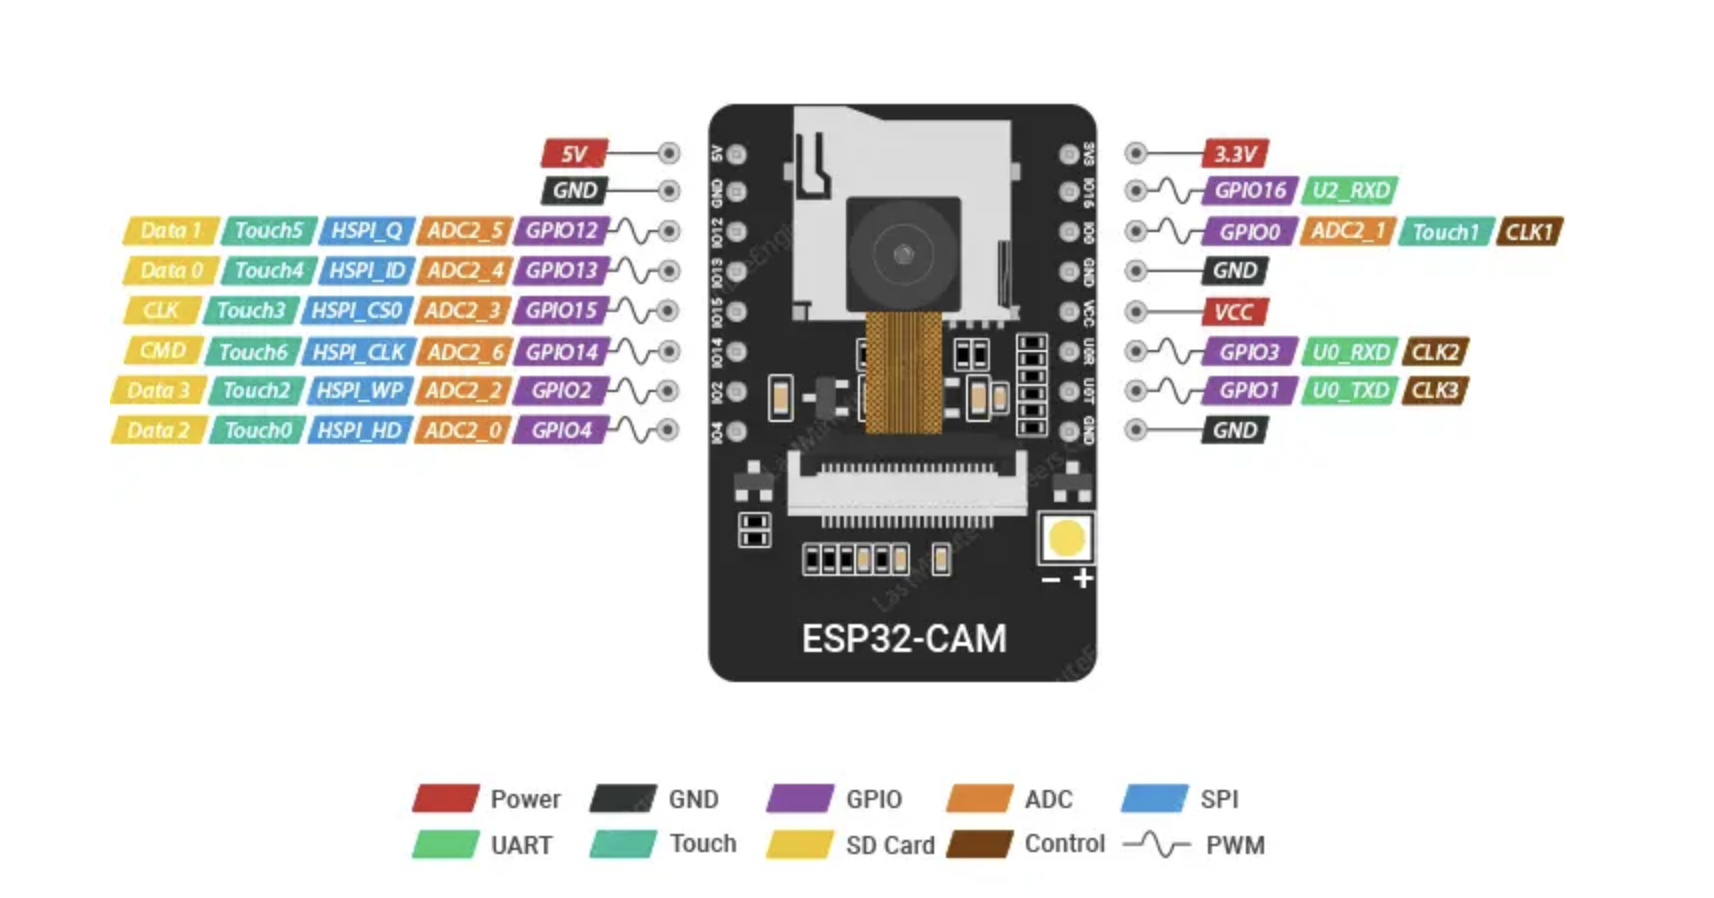 5V
GND
Data 1 Touch5 HSPI_Q ADC2_5 GPIO12
Data 0 Touch4 HSPI_ID ADC2_4 GPIO13
CLK Touch3 HSPI_CS0 ADC2_3 GPIO15
CMD Touch6 HSPI_CLK ADC2_6 GPIO14
Data 3 Touch2 HSPI_WP ADC2_2 GPIO2
Data 2 Touch0 HSPI_HD ADC2_0 GPIO4
5V
GND
IO12
IO13
IO15
IO14
IO2
IO4
3V3
IO16
IO0
GND
VCC
U0R
U0T
GND
3.3V
GPIO16 U2_RXD
GPIO0 ADC2_1 Touch1 CLK1
GND
VCC
GPIO3 U0_RXD CLK2
GPIO1 U0_TXD CLK3
GND
− +
ESP32-CAM
Power GND GPIO ADC SPI
UART Touch SD Card Control PWM